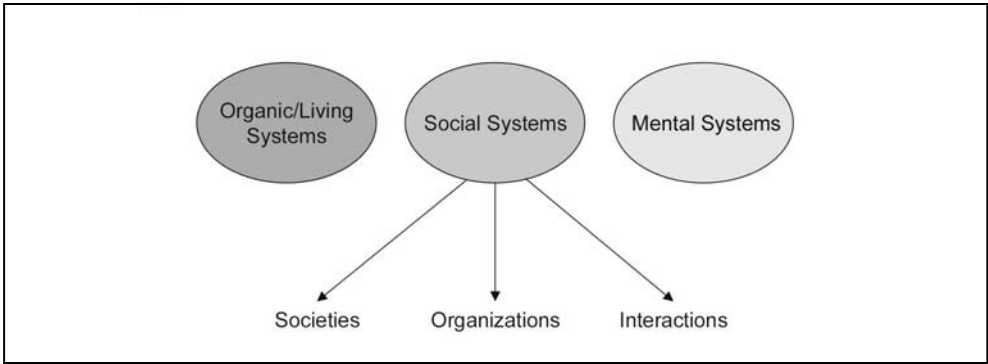 Organic/Living
Systems
Social Systems
Mental Systems
Societies
Organizations
Interactions